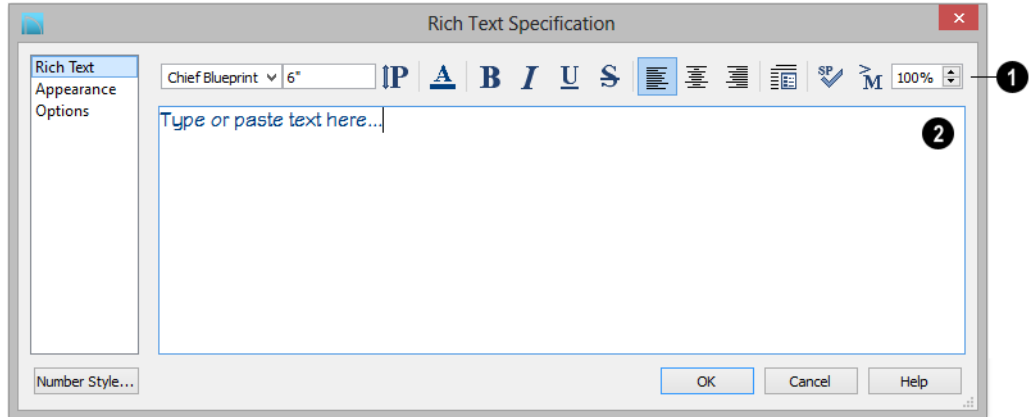 Rich Text Specification
×
Rich Text
Appearance
Options
Chief Blueprint 6" P A B I U S SP M 100% 1
Type or paste text here...
2
Number Style... OK Cancel Help